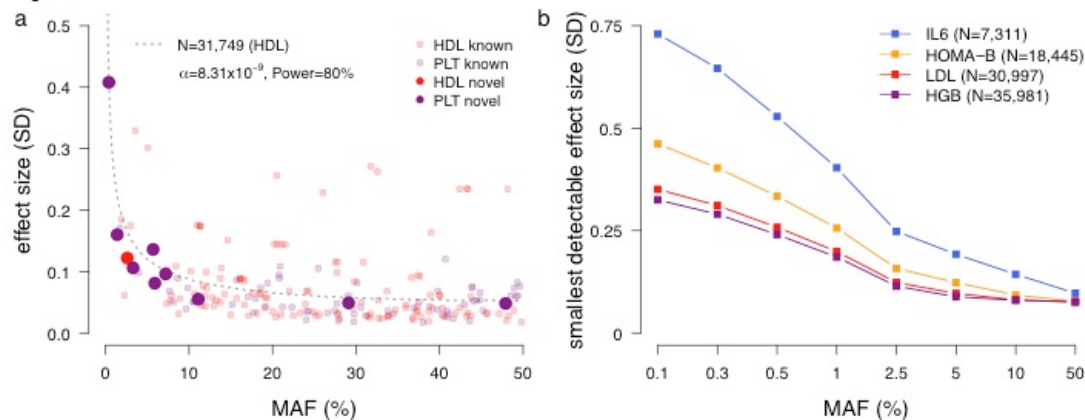 a
0.5
0.4
0.3
0.2
0.1
0.0
effect size (SD)
N=31,749 (HDL)
α=8.31x10⁻⁹, Power=80%
HDL known
PLT known
HDL novel
PLT novel
0 10 20 30 40 50
MAF (%)
b
0.75
0.5
0.25
0.0
smallest detectable effect size (SD)
IL6 (N=7,311)
HOMA−B (N=18,445)
LDL (N=30,997)
HGB (N=35,981)
0.1 0.3 0.5 1 2.5 5 10 50
MAF (%)